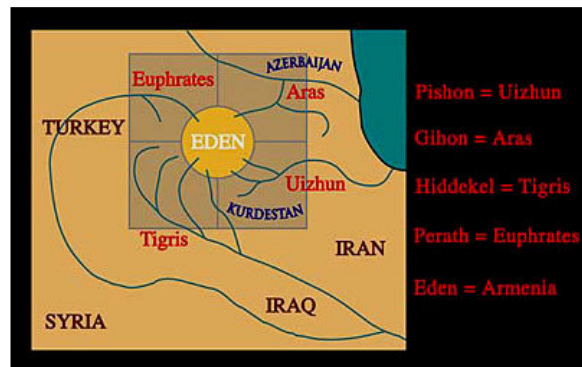 AZERBAIJAN
Euphrates
Aras
Pishon = Uizhun
TURKEY
EDEN
Gihon = Aras
Uizhun
Hiddekel = Tigris
KURDESTAN
Tigris
IRAN
Perath = Euphrates
Eden = Armenia
IRAQ
SYRIA